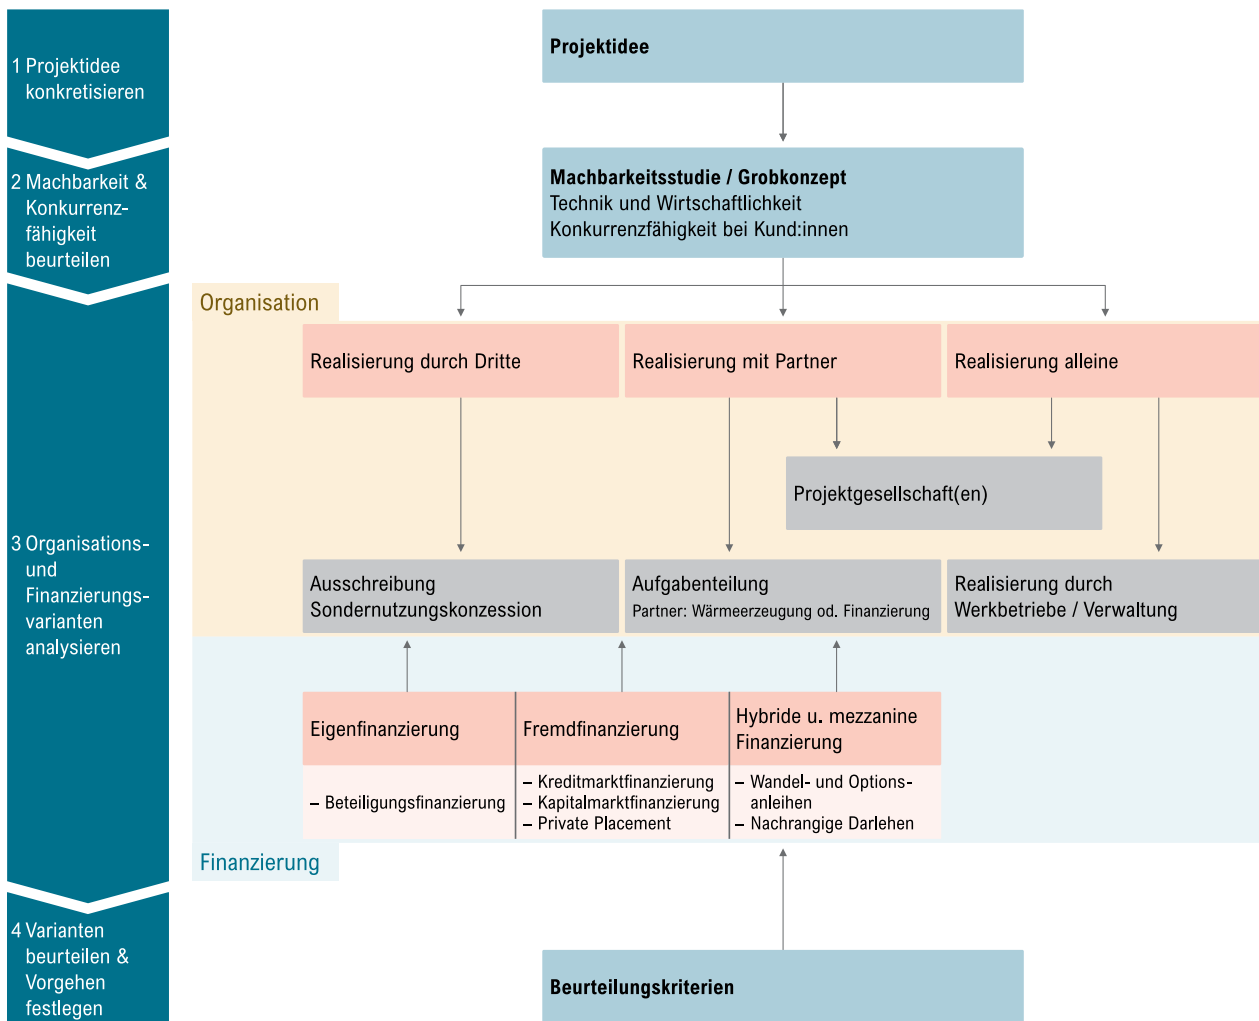 1 Projektidee
konkretisieren
2 Machbarkeit &
Konkurrenz-
fähigkeit
beurteilen
3 Organisations-
und
Finanzierungs-
varianten
analysieren
4 Varianten
beurteilen &
Vorgehen
festlegen
Projektidee
Machbarkeitsstudie / Grobkonzept
Technik und Wirtschaftlichkeit
Konkurrenzfähigkeit bei Kund:innen
Organisation
Realisierung durch Dritte
Realisierung mit Partner
Realisierung alleine
Projektgesellschaft(en)
Ausschreibung
Sondernutzungskonzession
Aufgabenteilung
Partner: Wärmeerzeugung od. Finanzierung
Realisierung durch
Werkbetriebe / Verwaltung
Eigenfinanzierung
– Beteiligungsfinanzierung
Fremdfinanzierung
– Kreditmarktfinanzierung
– Kapitalmarktfinanzierung
– Private Placement
Hybride u. mezzanine
Finanzierung
– Wandel- und Options-
anleihen
– Nachrangige Darlehen
Finanzierung
Beurteilungskriterien